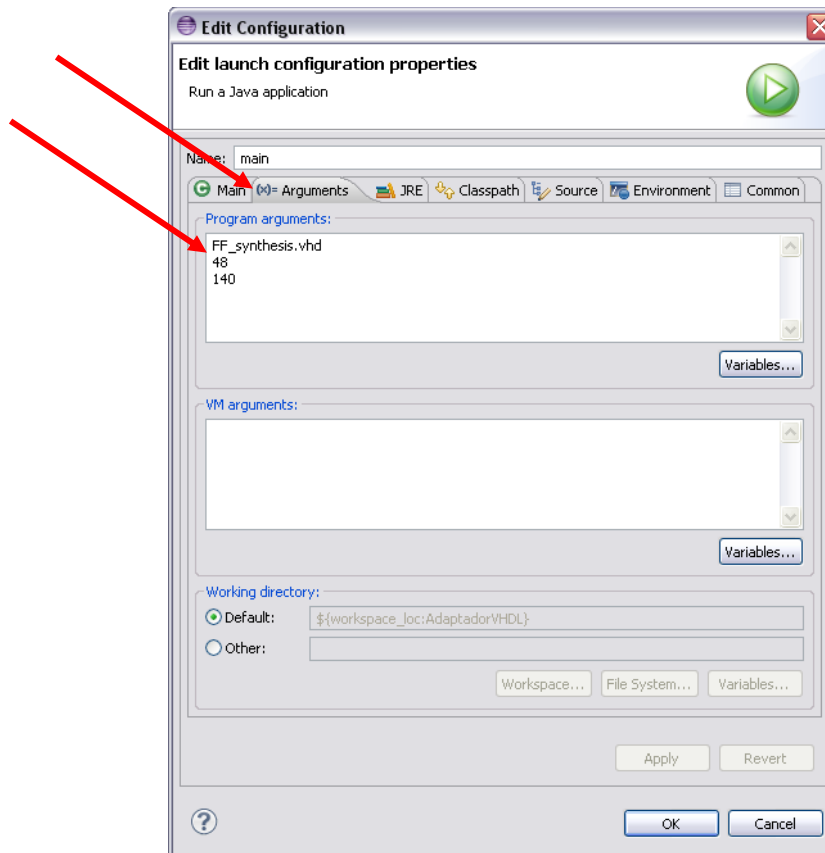 Edit Configuration
Edit launch configuration properties
Run a Java application
Name: main
Main (x)= Arguments JRE Classpath Source Environment Common
Program arguments:
FF_synthesis.vhd
48
140
Variables...
VM arguments:
Variables...
Working directory:
Default: ${workspace_loc:AdaptadorVHDL}
Other:
Workspace... File System... Variables...
Apply Revert
? OK Cancel